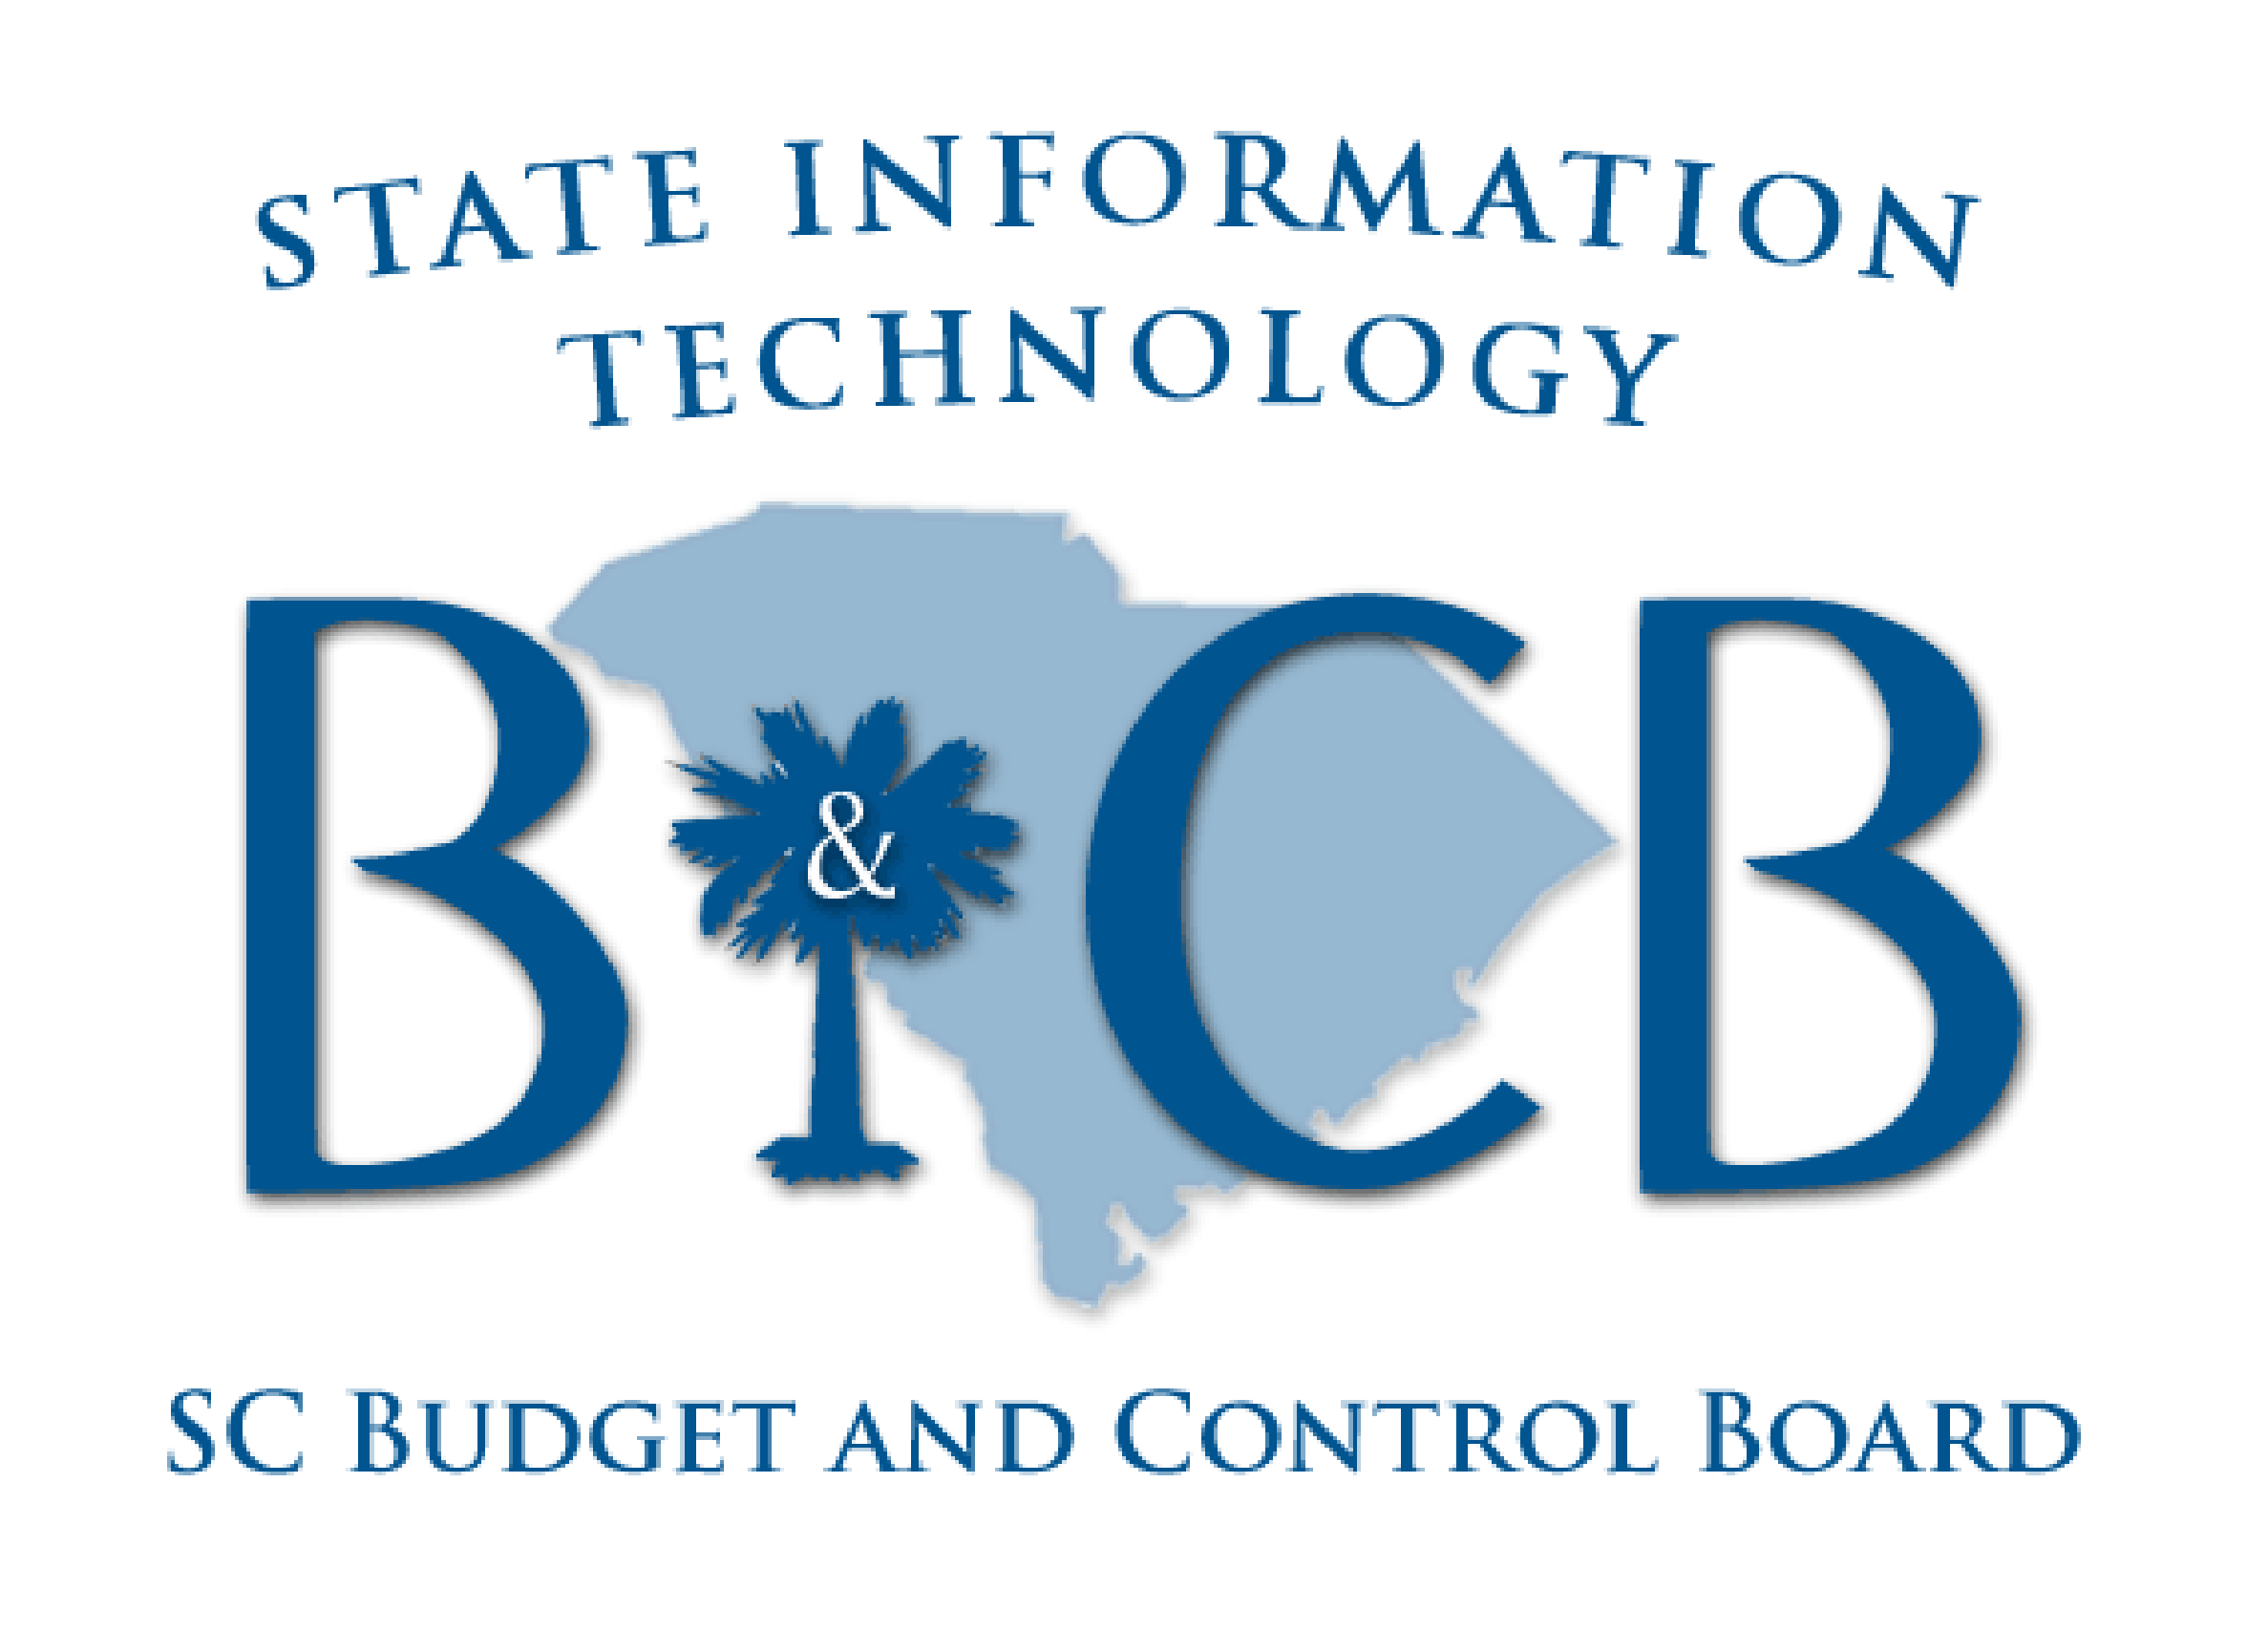 STATE INFORMATION
TECHNOLOGY
B&CB
SC BUDGET AND CONTROL BOARD